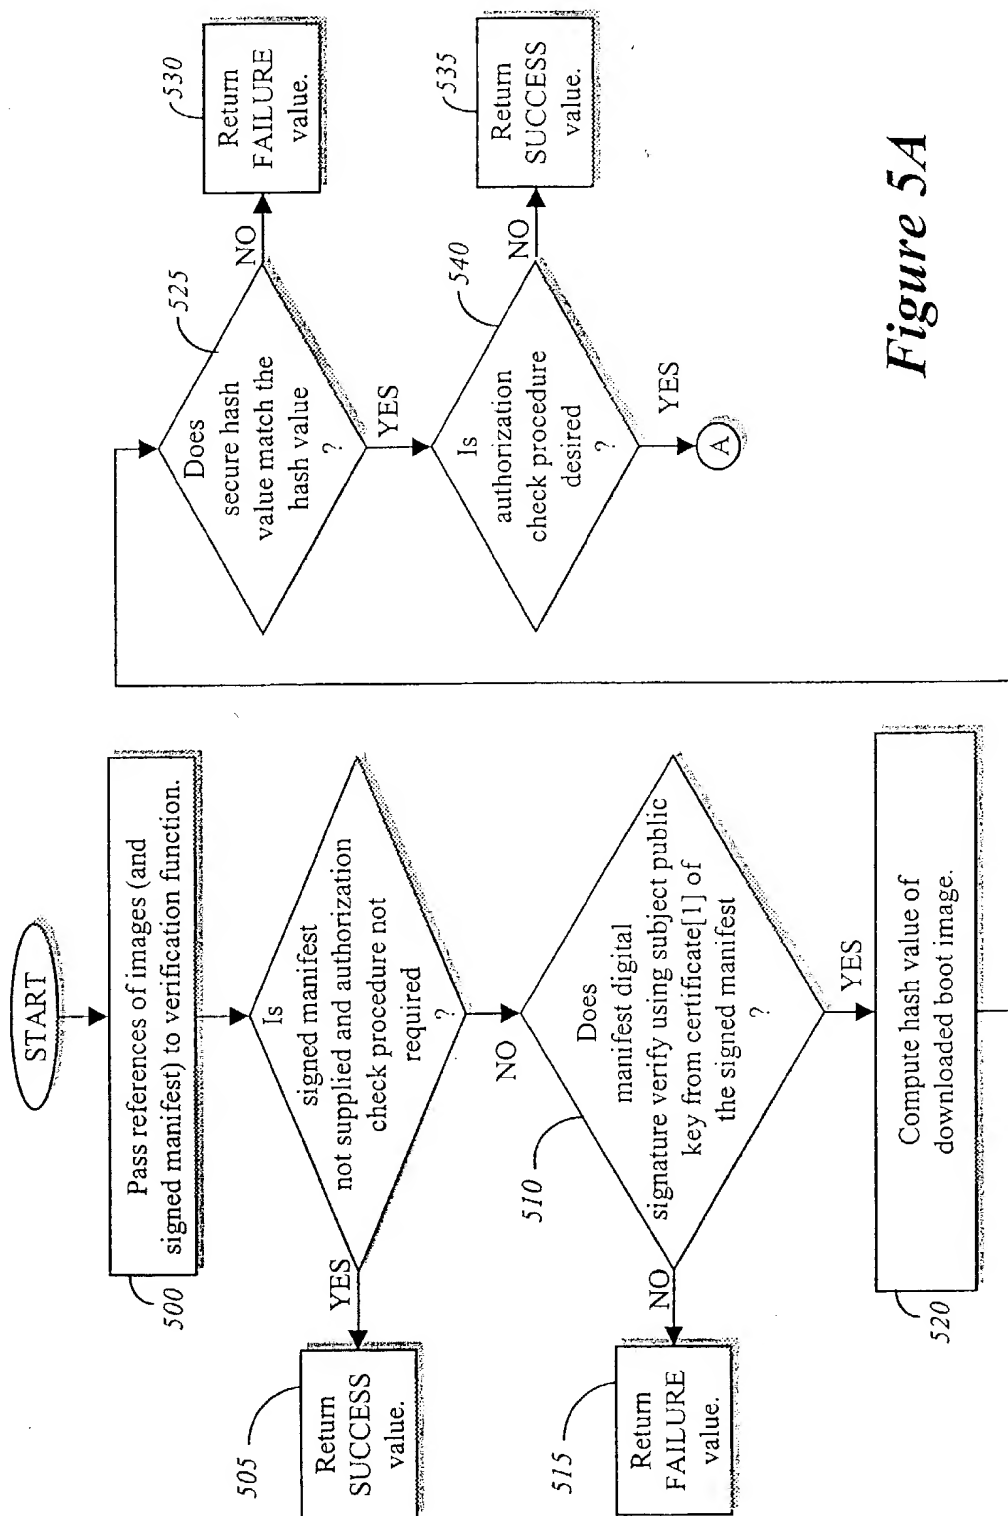 START
Pass references of images (and
signed manifest) to verification function.
500
Is
signed manifest
not supplied and authorization
check procedure not
required
?
YES
505
Return
SUCCESS
value.
NO
Does
manifest digital
signature verify using subject public
key from certificate[1] of
the signed manifest
?
510
NO
515
Return
FAILURE
value.
YES
Compute hash value of
downloaded boot image.
520
Does
secure hash
value match the
hash value
?
525
NO
530
Return
FAILURE
value.
YES
Is
authorization
check procedure
desired
?
540
NO
535
Return
SUCCESS
value.
YES
A
Figure 5A